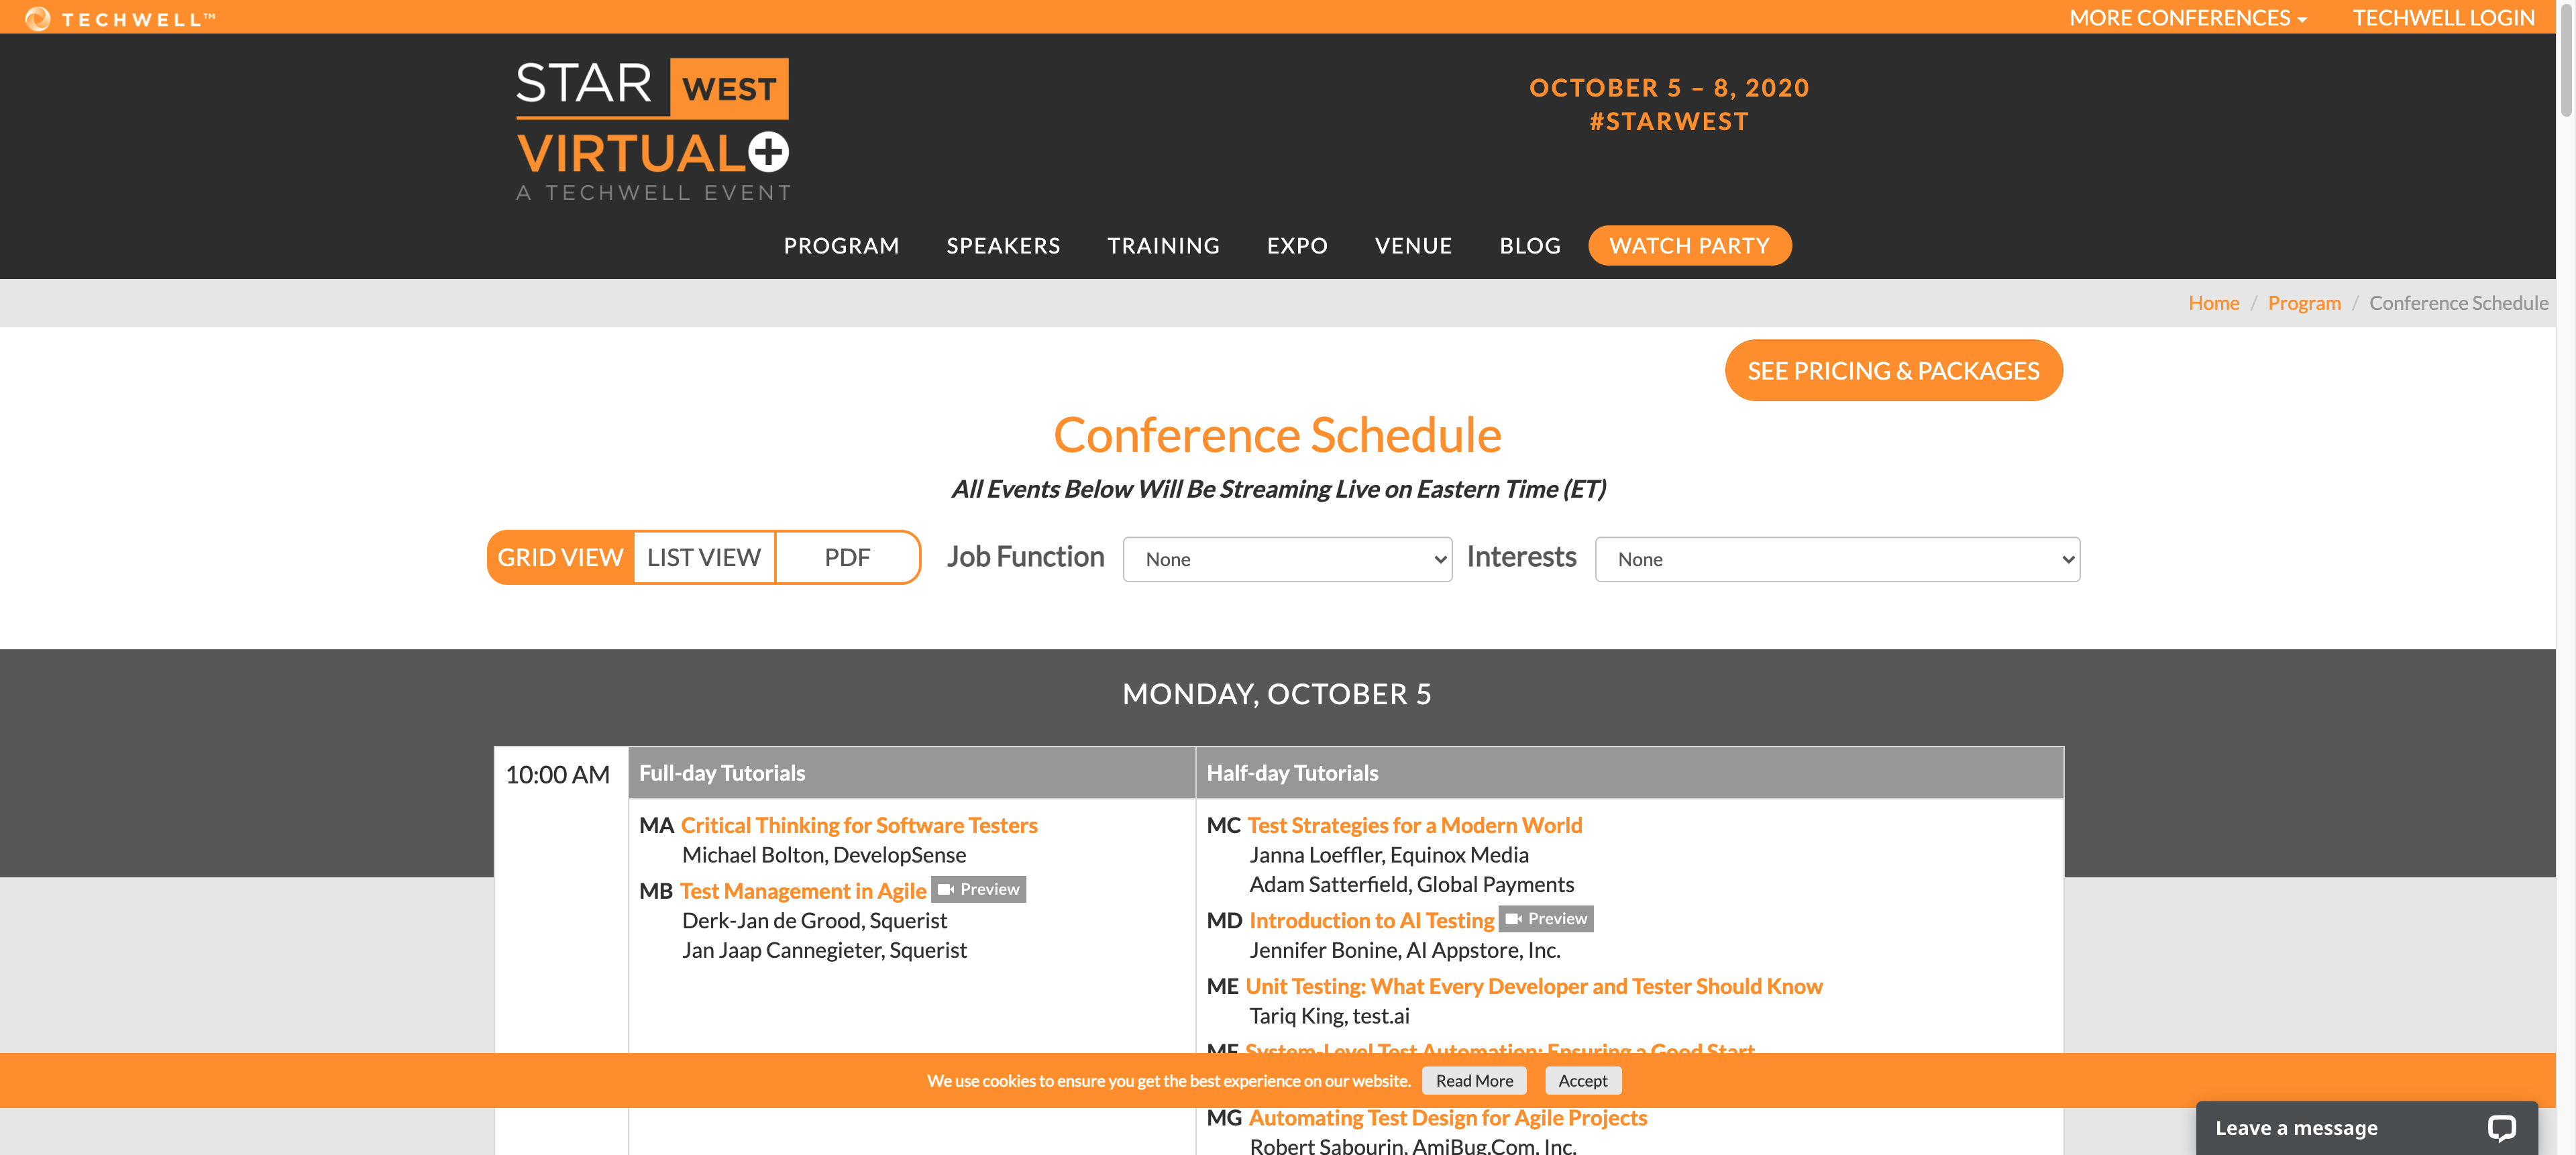 TECHWELL™
MORE CONFERENCES
TECHWELL LOGIN
STAR WEST
VIRTUAL+
A TECHWELL EVENT
OCTOBER 5 – 8, 2020
#STARWEST
PROGRAM
SPEAKERS
TRAINING
EXPO
VENUE
BLOG
WATCH PARTY
Home / Program / Conference Schedule
SEE PRICING & PACKAGES
Conference Schedule
All Events Below Will Be Streaming Live on Eastern Time (ET)
GRID VIEW
LIST VIEW
PDF
Job Function
None
Interests
None
MONDAY, OCTOBER 5
10:00 AM
Full-day Tutorials
MA Critical Thinking for Software Testers
Michael Bolton, DevelopSense
MB Test Management in Agile Preview
Derk-Jan de Grood, Squerist
Jan Jaap Cannegieter, Squerist
Half-day Tutorials
MC Test Strategies for a Modern World
Janna Loeffler, Equinox Media
Adam Satterfield, Global Payments
MD Introduction to AI Testing Preview
Jennifer Bonine, AI Appstore, Inc.
ME Unit Testing: What Every Developer and Tester Should Know
Tariq King, test.ai
MF System-Level Test Automation: Ensuring a Good Start
We use cookies to ensure you get the best experience on our website.
Read More
Accept
MG Automating Test Design for Agile Projects
Robert Sabourin, AmiBug.Com, Inc.
Leave a message